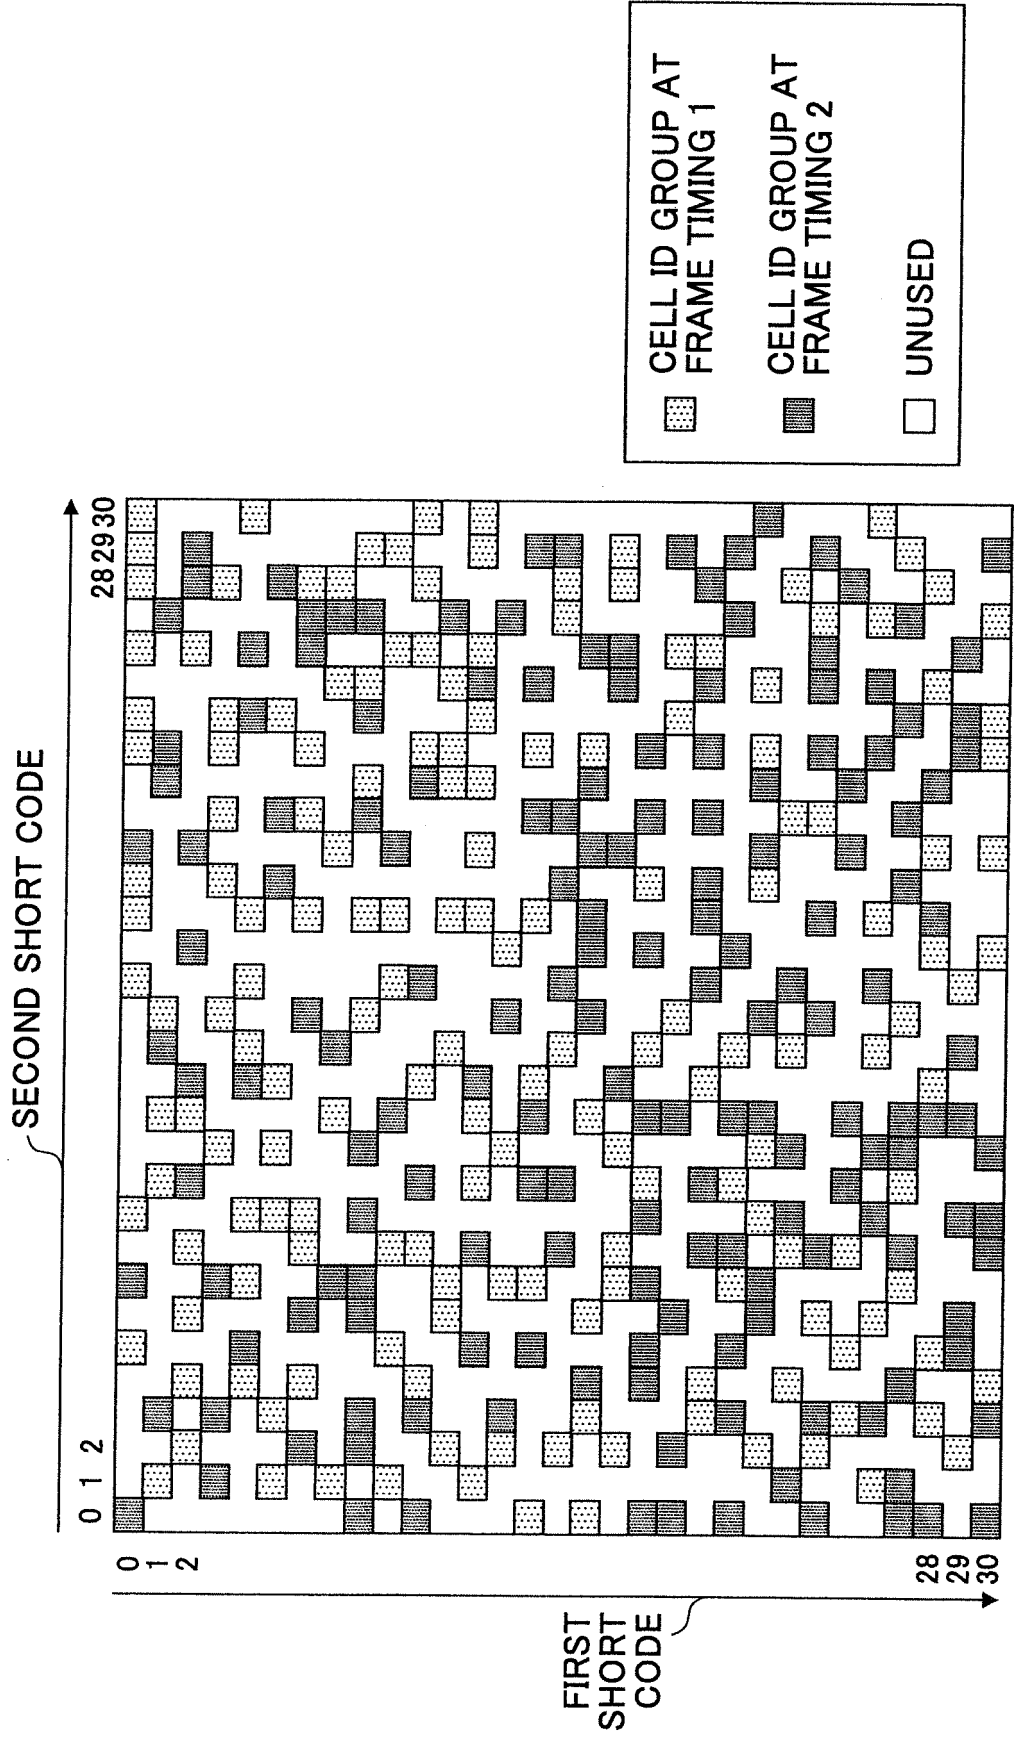 SECOND SHORT CODE
0 1 2 28 29 30
FIRST
SHORT
CODE
0
1
2
28
29
30
CELL ID GROUP AT
FRAME TIMING 1
CELL ID GROUP AT
FRAME TIMING 2
UNUSED